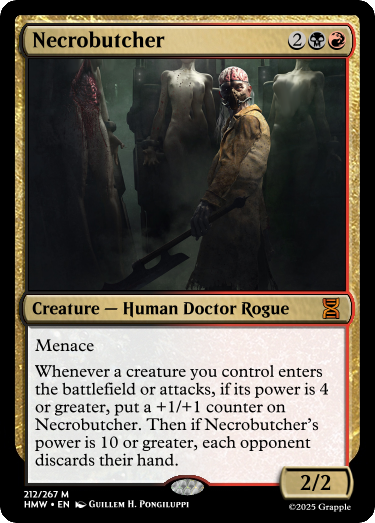 Necrobutcher 2
Creature — Human Doctor Rogue
Menace
Whenever a creature you control enters
the battlefield or attacks, if its power is 4
or greater, put a +1/+1 counter on
Necrobutcher. Then if Necrobutcher's
power is 10 or greater, each opponent
discards their hand.
2/2
212/267 M
HMW • EN Guillem H. Pongiluppi
©2025 Grapple